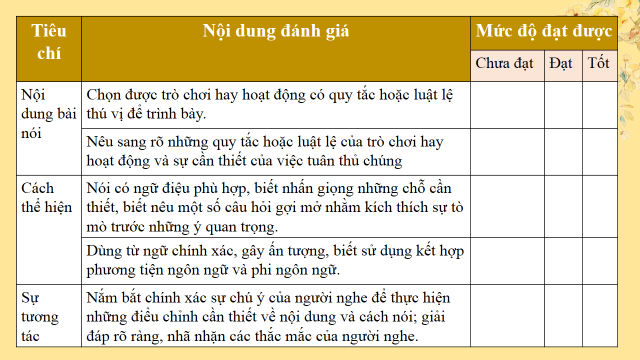 Tiêu
chí
Nội dung đánh giá
Mức độ đạt được
Chưa đạt
Đạt
Tốt
Nội
dung bài
nói
Chọn được trò chơi hay hoạt động có quy tắc hoặc luật lệ
thú vị để trình bày.
Nêu sang rõ những quy tắc hoặc luật lệ của trò chơi hay
hoạt động và sự cần thiết của việc tuân thủ chúng
Cách
thể hiện
Nói có ngữ điệu phù hợp, biết nhấn giọng những chỗ cần
thiết, biết nêu một số câu hỏi gợi mở nhằm kích thích sự tò
mò trước những ý quan trọng.
Dùng từ ngữ chính xác, gây ấn tượng, biết sử dụng kết hợp
phương tiện ngôn ngữ và phi ngôn ngữ.
Sự
tương
tác
Nắm bắt chính xác sự chú ý của người nghe để thực hiện
những điều chỉnh cần thiết về nội dung và cách nói; giải
đáp rõ ràng, nhã nhặn các thắc mắc của người nghe.